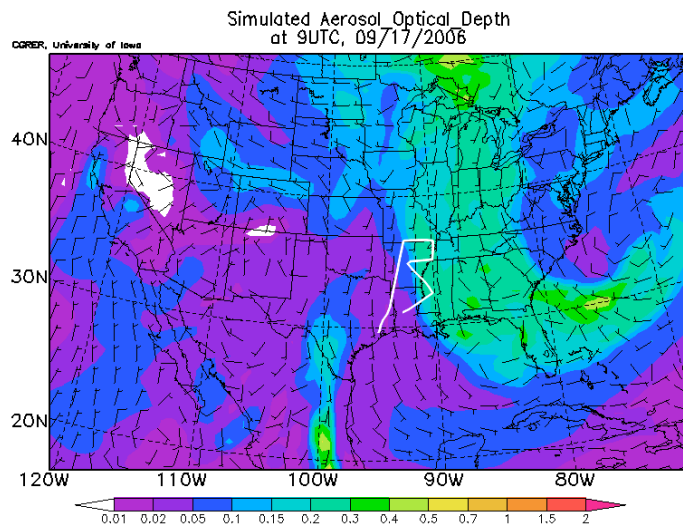 Simulated Aerosol_Optical_Depth
at 9UTC, 09/17/2006
CGRER, University of Iowa
40N
30N
20N
120W 110W 100W 90W 80W
0.01 0.02 0.05 0.1 0.15 0.2 0.3 0.4 0.5 0.7 1 1.5 2